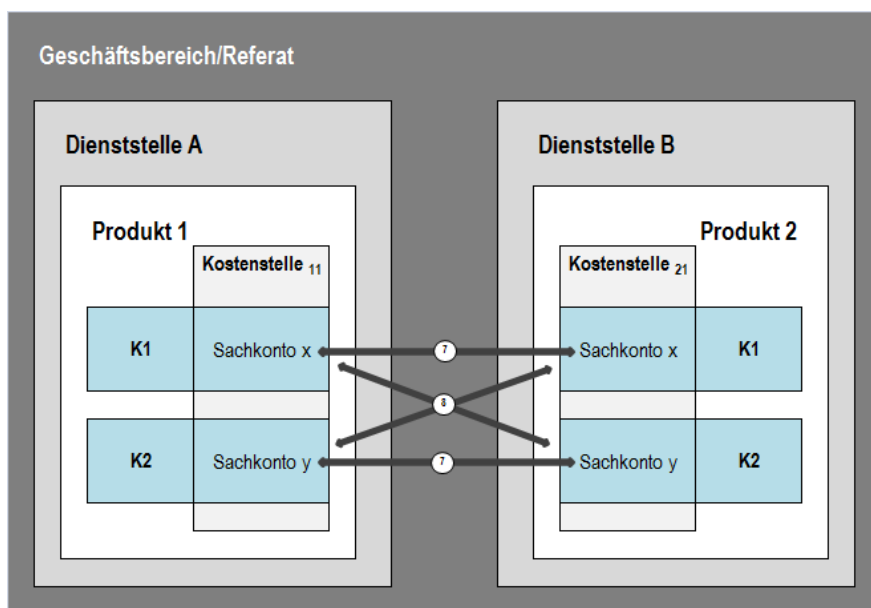 Geschäftsbereich/Referat
Dienststelle A
Dienststelle B
Produkt 1
Produkt 2
Kostenstelle 11
Kostenstelle 21
K1
Sachkonto x
7
Sachkonto x
K1
8
K2
Sachkonto y
7
Sachkonto y
K2